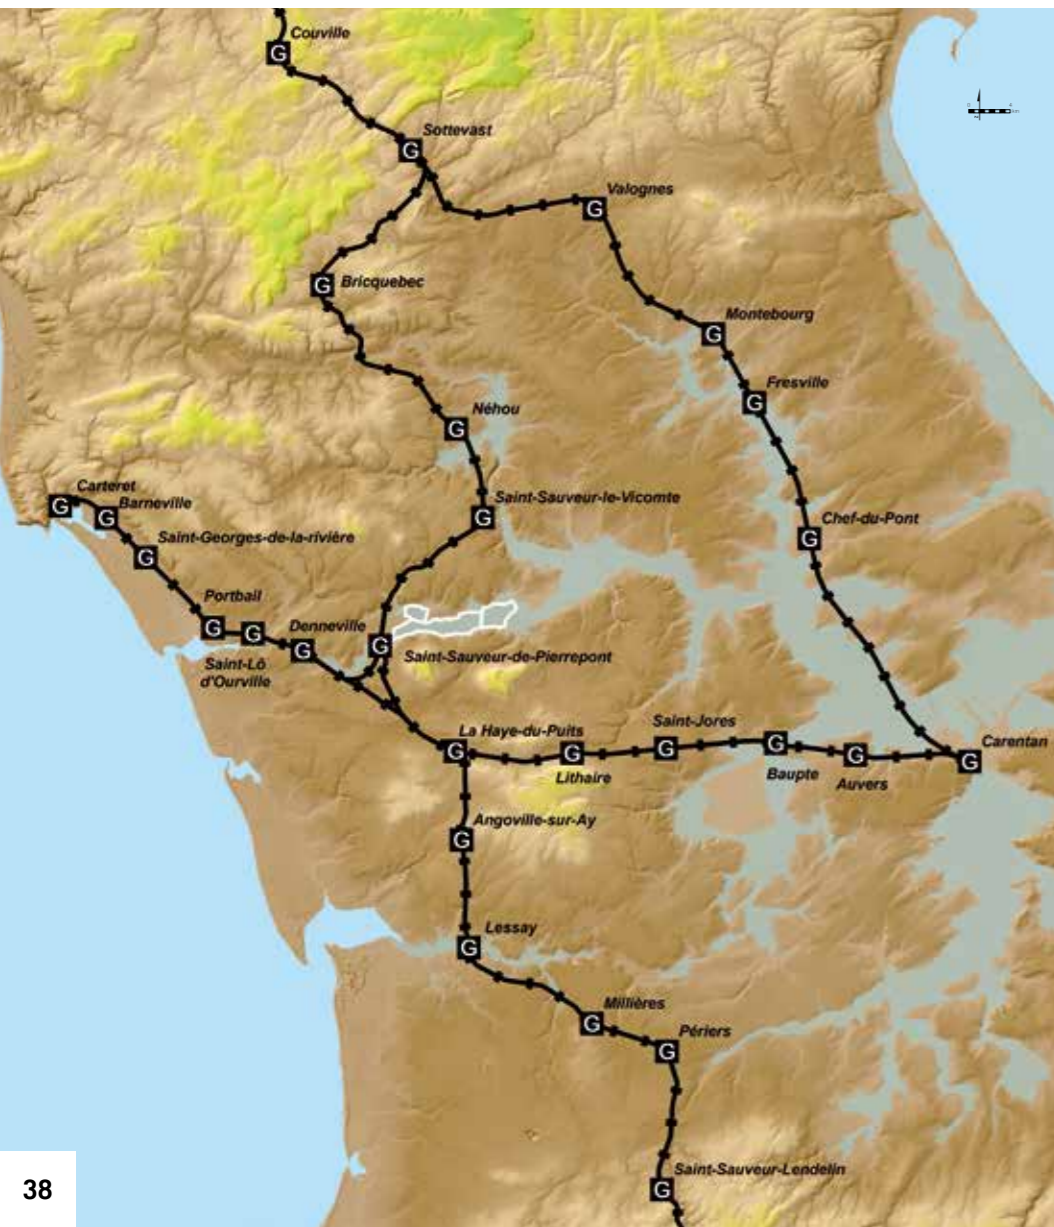 Couville
G
Sottevast
G
Valognes
G
Bricquebec
G
Montebourg
G
Fresville
G
Néhou
G
Carteret
G
Barneville
G
Saint-Sauveur-le-Vicomte
G
Saint-Georges-de-la-rivière
G
Chef-du-Pont
G
Portbail
G
G
Saint-Lô
d'Ourville
Denneville
G
G
Saint-Sauveur-de-Pierrepont
La Haye-du-Puits
G
Lithaire
G
Saint-Jores
G
Baupte
G
Auvers
G
Carentan
G
Angoville-sur-Ay
G
Lessay
G
Millières
G
Périers
G
Saint-Sauveur-Lendelin
G
38